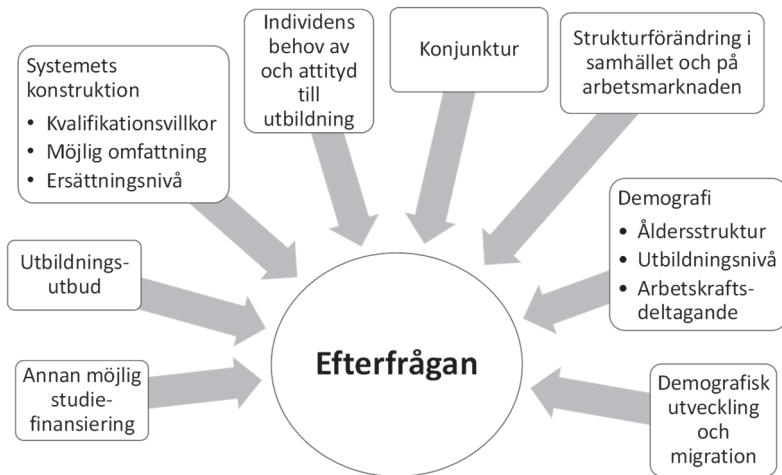 Systemets
konstruktion
• Kvalifikationsvillkor
• Möjlig omfattning
• Ersättningsnivå
Individens
behov av
och attityd
till
utbildning
Konjunktur
Strukturförändring i
samhället och på
arbetsmarknaden
Demografi
• Åldersstruktur
• Utbildningsnivå
• Arbetskrafts-
deltagande
Utbildnings-
utbud
Efterfrågan
Annan möjlig
studie-
finansiering
Demografisk
utveckling
och
migration